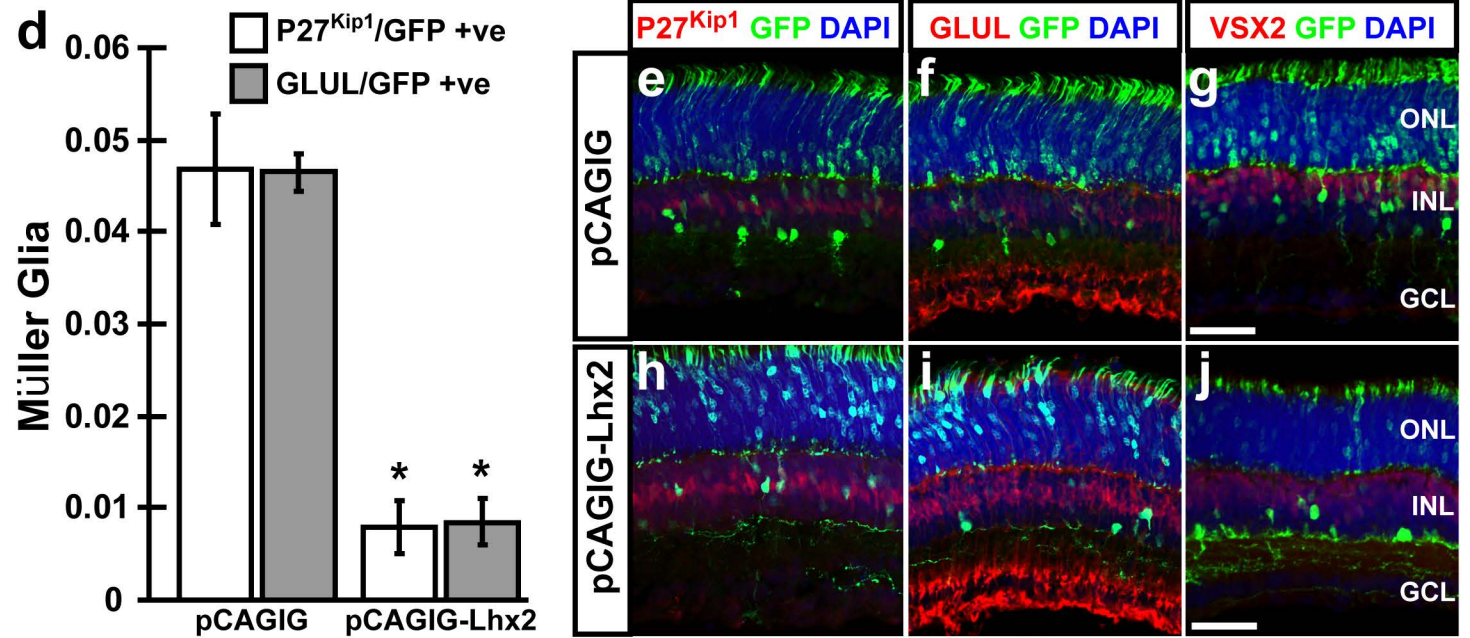 d
0.06
0.05
0.04
0.03
0.02
0.01
0
Müller Glia
P27Kip1/GFP +ve
GLUL/GFP +ve
* *
pCAGIG pCAGIG-Lhx2
P27Kip1 GFP DAPI
GLUL GFP DAPI
VSX2 GFP DAPI
pCAGIG
e
f
g
ONL
INL
GCL
pCAGIG-Lhx2
h
i
j
ONL
INL
GCL